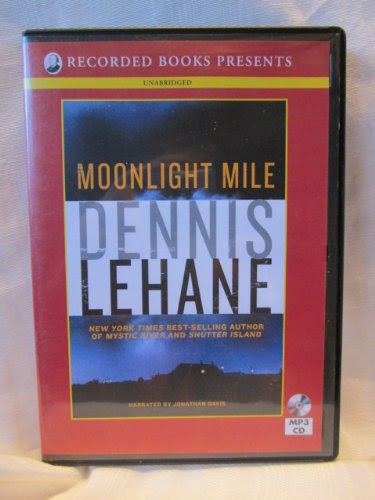 RECORDED BOOKS PRESENTS
UNABRIDGED
MOONLIGHT MILE
DENNIS
LEHANE
NEW YORK TIMES BEST-SELLING AUTHOR
OF MYSTIC RIVER AND SHUTTER ISLAND
NARRATED BY JONATHAN DAVIS
MP3
CD